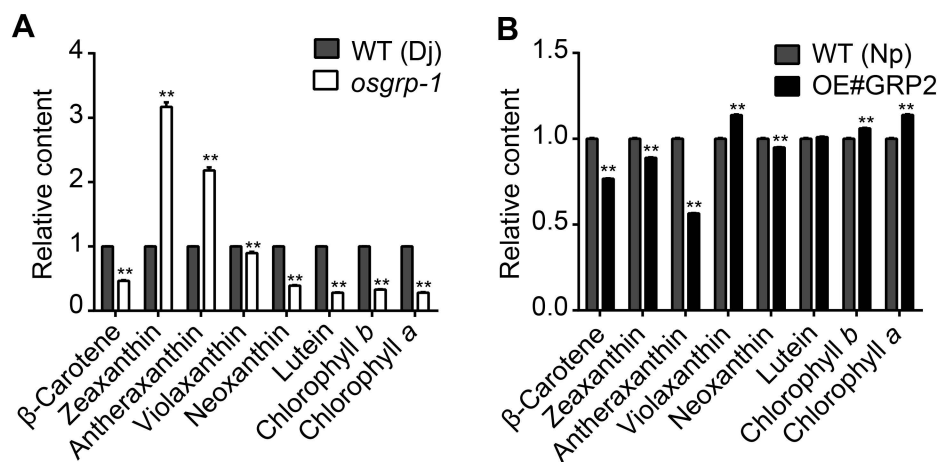 A
WT (Dj)
osgrp-1
Relative content
4
3
2
1
0
**
**
**
**
**
**
**
**
β-Carotene
Zeaxanthin
Antheraxanthin
Violaxanthin
Neoxanthin
Lutein
Chlorophyll b
Chlorophyll a
B
WT (Np)
OE#GRP2
Relative content
1.5
1.0
0.5
0.0
**
**
**
**
**
**
**
β-Carotene
Zeaxanthin
Antheraxanthin
Violaxanthin
Neoxanthin
Lutein
Chlorophyll b
Chlorophyll a